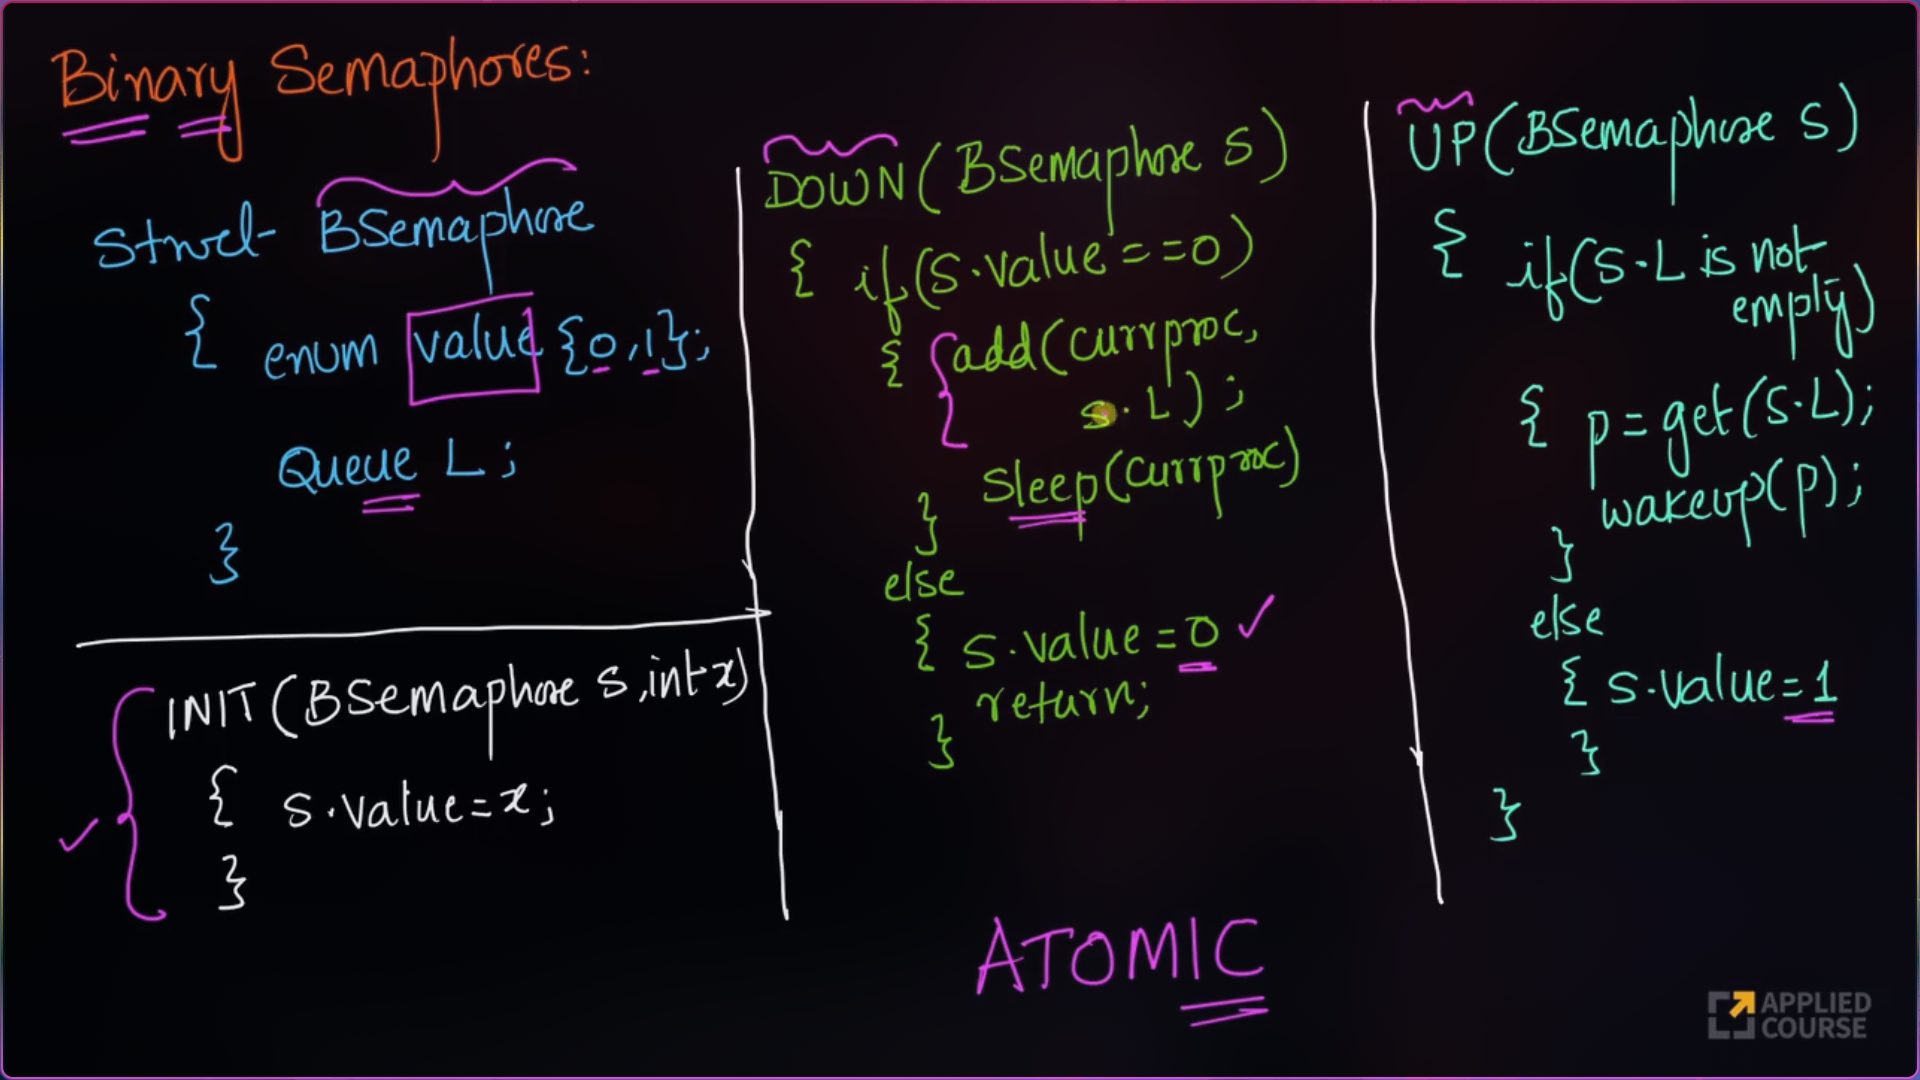 Binary Semaphores:
Struct BSemaphore
{ enum value {0,1};
Queue L;
}
INIT(BSemaphore S, int x)
{ S.value=x;
}
DOWN(BSemaphore S)
{ if(S.value==0)
{ add(currproc,
S.L);
Sleep(currproc)
}
else
{ S.value=0
return;
}
UP(BSemaphore S)
{ if(S.L is not
empty)
{ p=get(S.L);
wakeup(p);
}
else
{ S.value=1
}
}
ATOMIC
APPLIED
COURSE